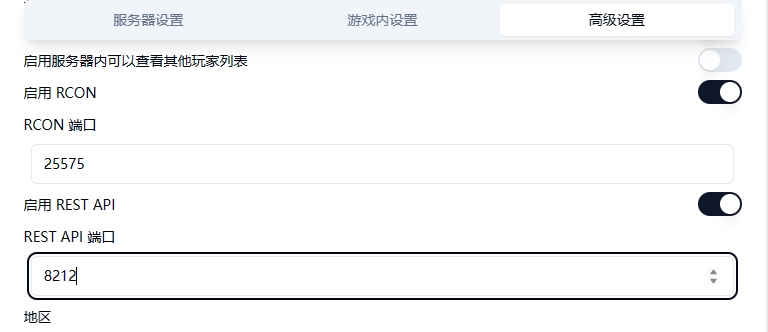 服务器设置 游戏内设置 高级设置
启用服务器内可以查看其他玩家列表
启用 RCON
RCON 端口
25575
启用 REST API
REST API 端口
8212
地区